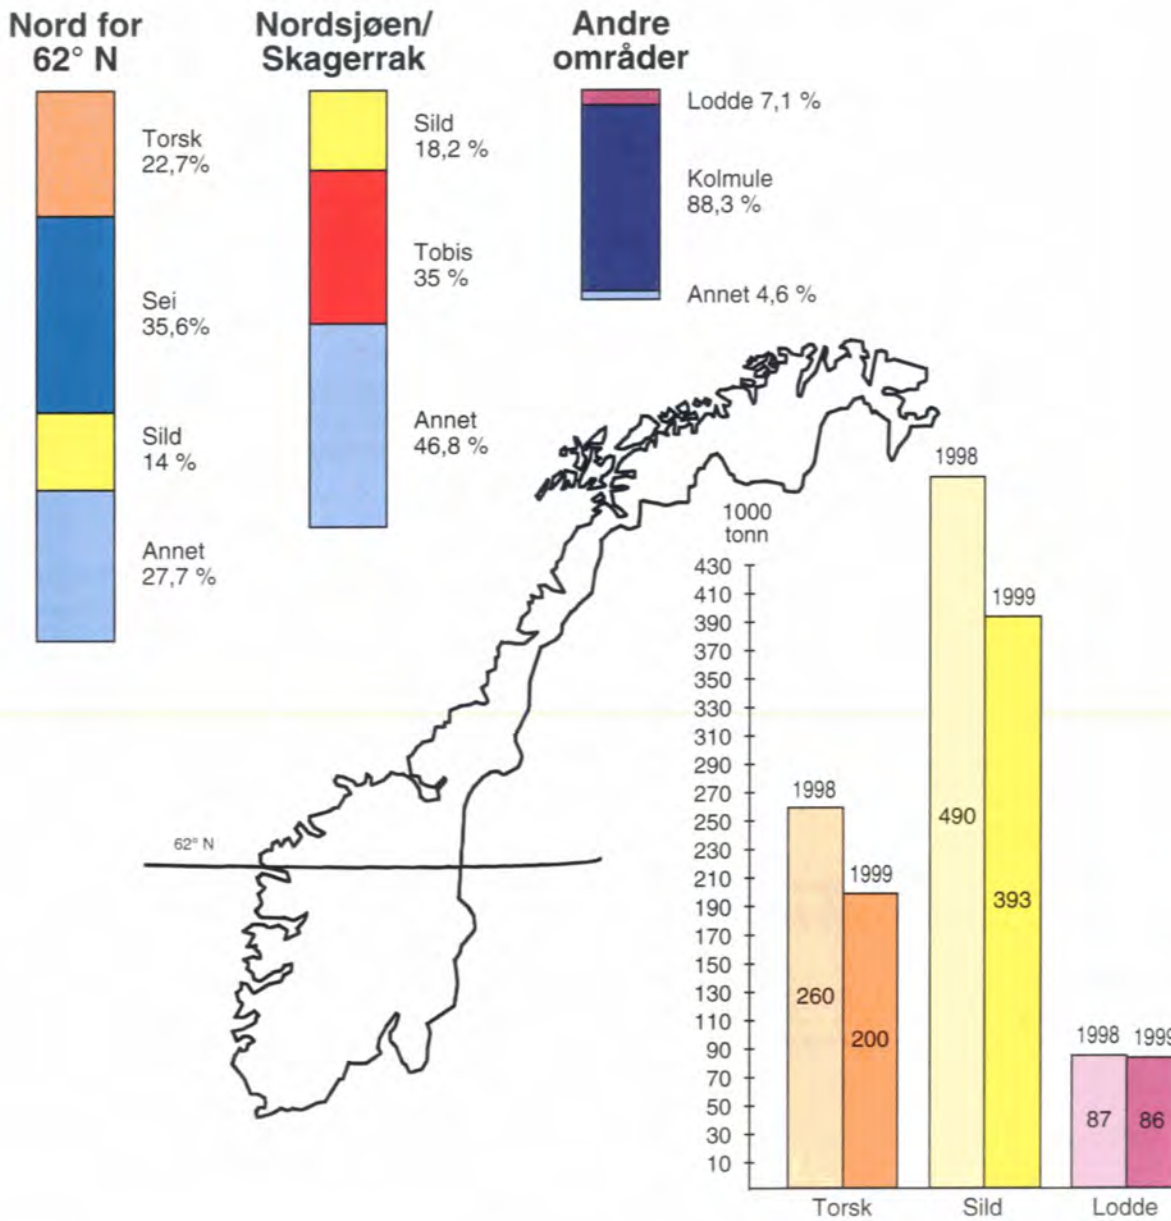 Nord for
62° N
Torsk
22,7%
Sei
35,6%
Sild
14 %
Annet
27,7 %
Nordsjøen/
Skagerrak
Sild
18,2 %
Tobis
35 %
Annet
46,8 %
Andre
områder
Lodde 7,1 %
Kolmule
88,3 %
Annet 4,6 %
62° N
1000
tonn
430
410
390
370
350
330
310
290
270
250
230
210
190
170
150
130
110
90
70
50
30
10
1998
260
1999
200
Torsk
1998
490
1999
393
Sild
1998
87
1999
86
Lodde